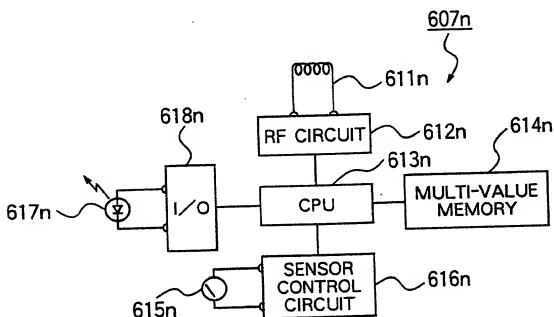 607n
611n
618n
RF CIRCUIT
612n
614n
613n
617n
I/O
CPU
MULTI-VALUE
MEMORY
615n
SENSOR
CONTROL
CIRCUIT
616n